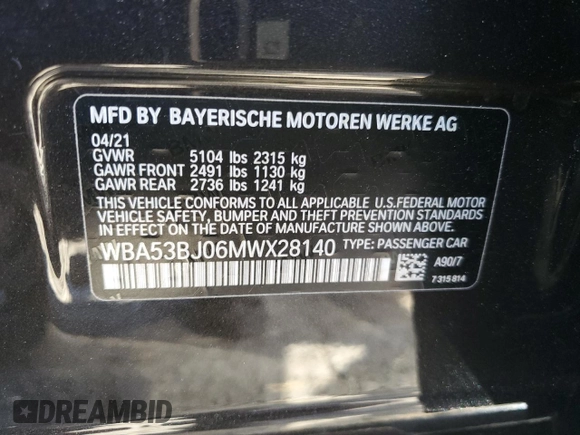 MFD BY BAYERISCHE MOTOREN WERKE AG
04/21
GVWR 5104 lbs 2315 kg
GAWR FRONT 2491 lbs 1130 kg
GAWR REAR 2736 lbs 1241 kg
THIS VEHICLE CONFORMS TO ALL APPLICABLE U.S.FEDERAL MOTOR
VEHICLE SAFETY, BUMPER AND THEFT PREVENTION STANDARDS
IN EFFECT ON THE DATE OF MANUFACTURE SHOWN ABOVE.
WBA53BJ06MWX28140 TYPE: PASSENGER CAR
A90/7
7315814
DREAMBID